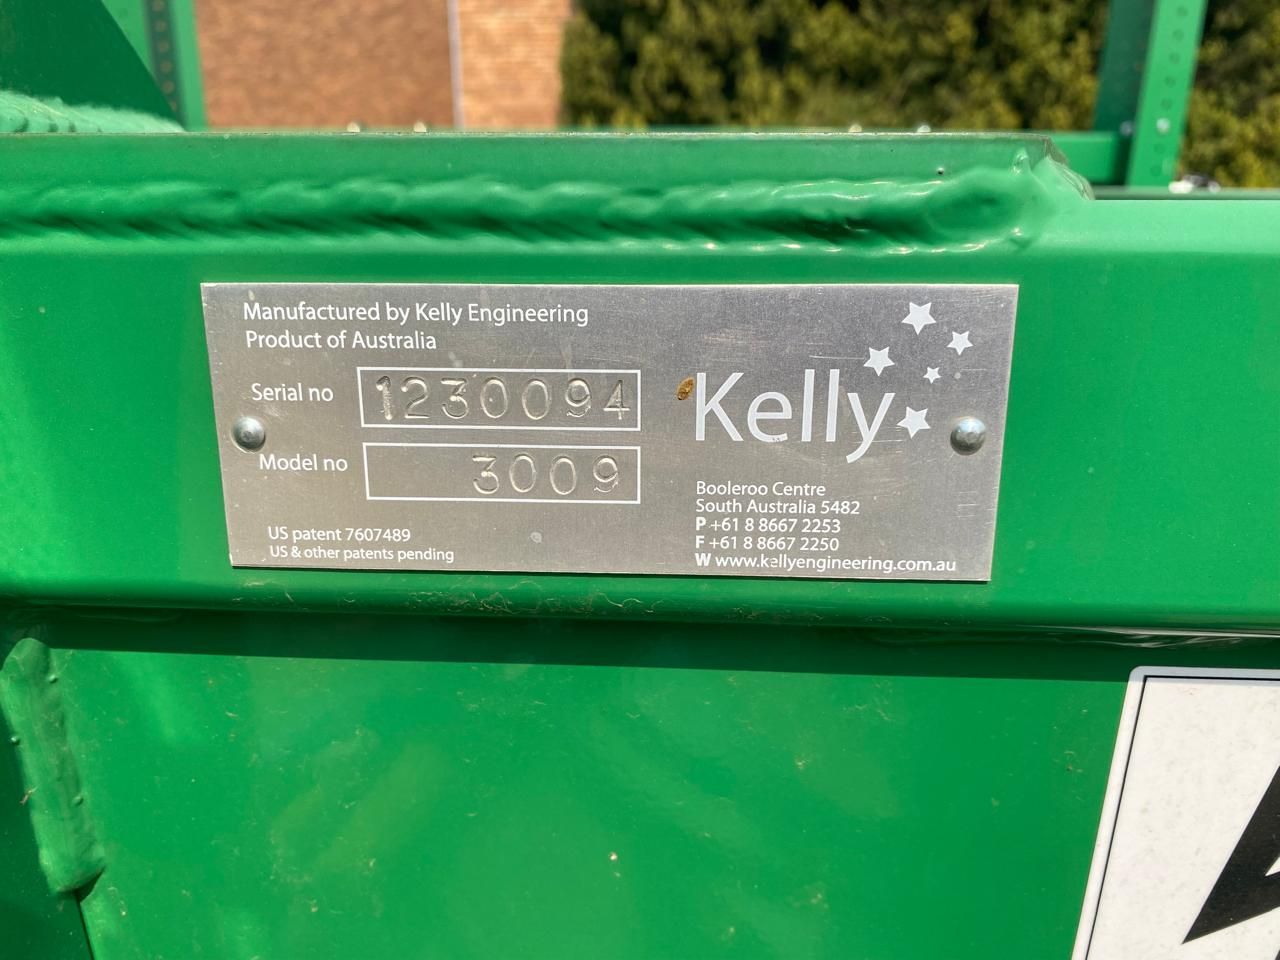 Manufactured by Kelly Engineering
Product of Australia
Serial no 1230094
Model no 3009
US patent 7607489
US & other patents pending
Kelly
Booleroo Centre
South Australia 5482
P +61 8 8667 2253
F +61 8 8667 2250
W www.kellyengineering.com.au